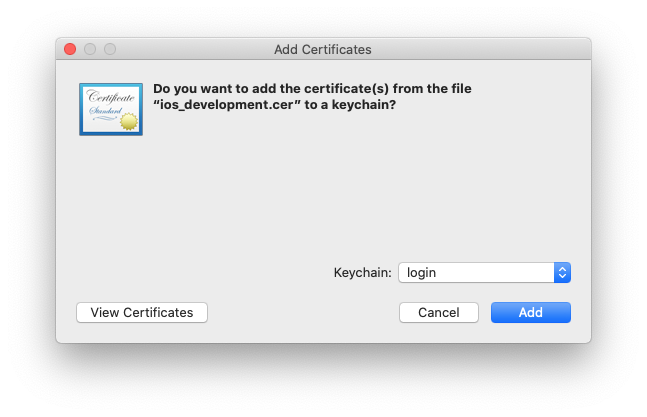 Add Certificates
Certificate
Standard
Do you want to add the certificate(s) from the file
“ios_development.cer” to a keychain?
Keychain: login
View Certificates Cancel Add